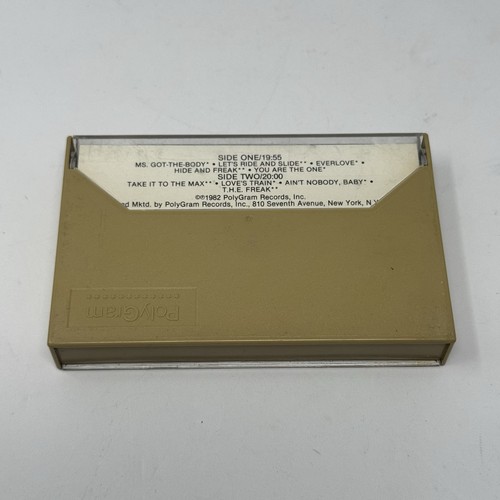 SIDE ONE/19:55
MS. GOT-THE-BODY* • LET'S RIDE AND SLIDE** • EVERLOVE* •
HIDE AND FREAK** • YOU ARE THE ONE*
SIDE TWO/20:00
TAKE IT TO THE MAX** • LOVE'S TRAIN* • AIN'T NOBODY, BABY* •
T.H.E. FREAK**
℗©1982 PolyGram Records, Inc.
ed Mktd. by PolyGram Records, Inc., 810 Seventh Avenue, New York, N.Y
PolyGram